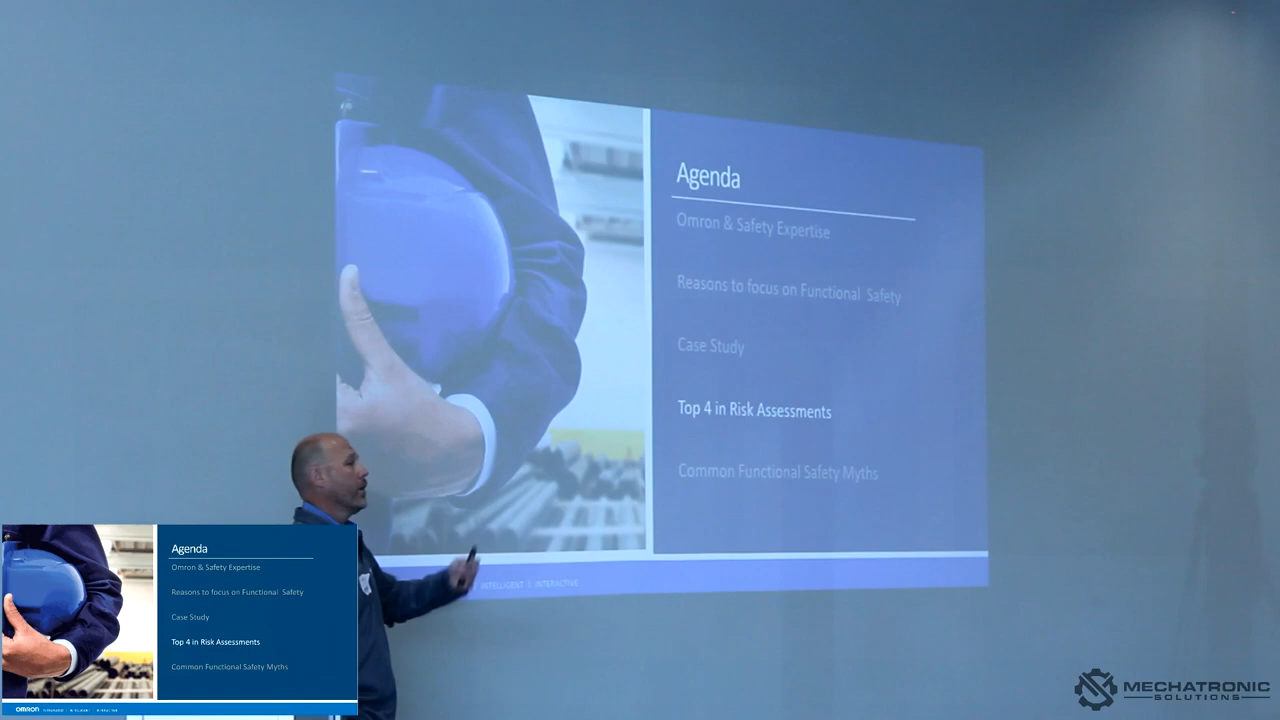 Agenda
Omron & Safety Expertise
Reasons to focus on Functional Safety
Case Study
Top 4 in Risk Assessments
Common Functional Safety Myths
INTELLIGENT | INTERACTIVE
Agenda
Omron & Safety Expertise
Reasons to focus on Functional Safety
Case Study
Top 4 in Risk Assessments
Common Functional Safety Myths
OMRON
MECHATRONIC
SOLUTIONS